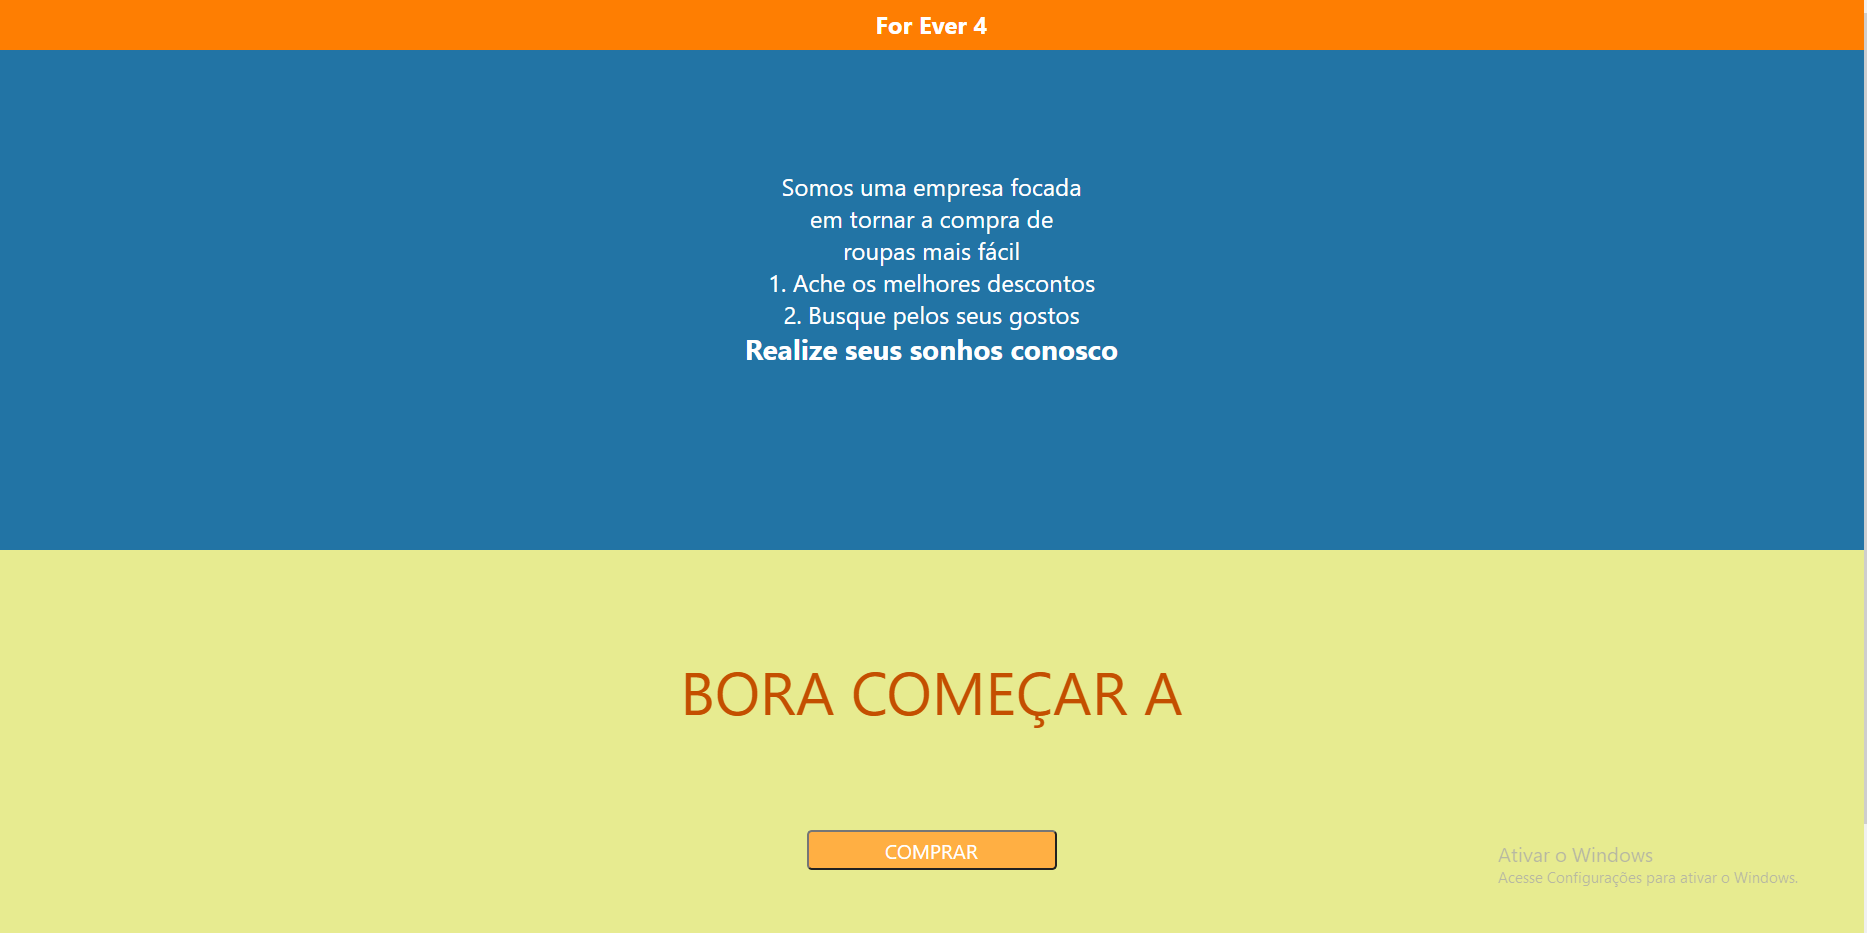 For Ever 4
Somos uma empresa focada
em tornar a compra de
roupas mais fácil
1. Ache os melhores descontos
2. Busque pelos seus gostos
Realize seus sonhos conosco
BORA COMEÇAR A
COMPRAR
Ativar o Windows
Acesse Configurações para ativar o Windows.